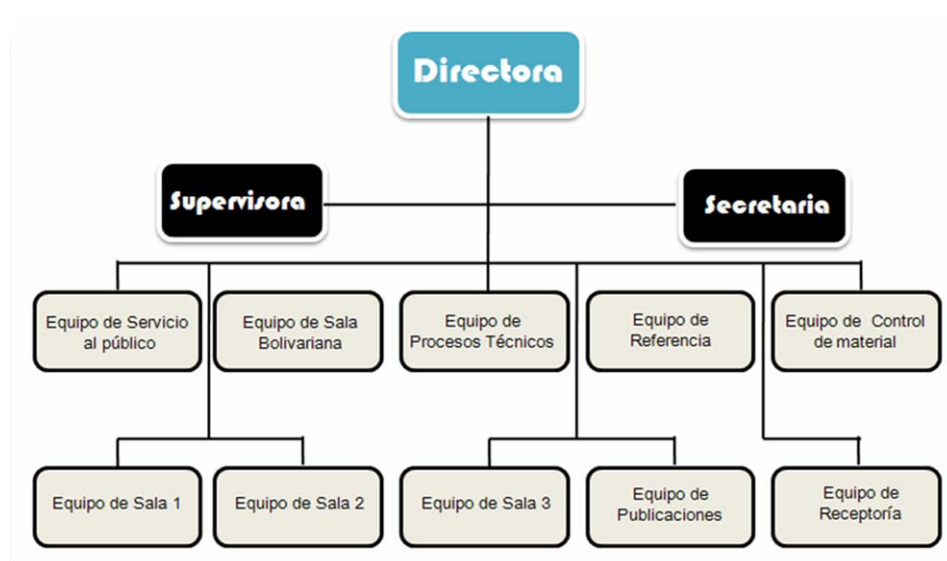 Directora
Supervisora
Secretaria
Equipo de Servicio
al público
Equipo de Sala
Bolivariana
Equipo de
Procesos Técnicos
Equipo de
Referencia
Equipo de Control
de material
Equipo de Sala 1
Equipo de Sala 2
Equipo de Sala 3
Equipo de
Publicaciones
Equipo de
Receptoría